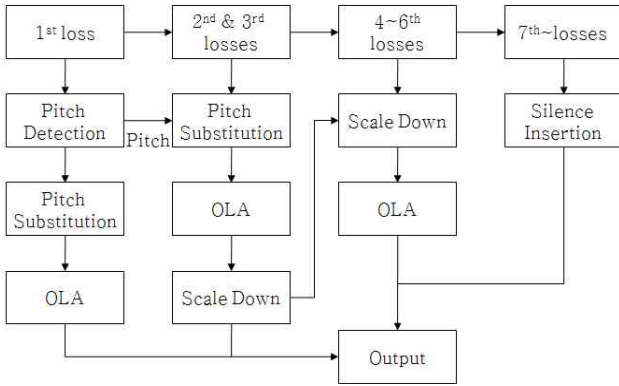 1st loss
2nd & 3rd
losses
4~6th
losses
7th~losses
Pitch
Detection
Pitch
Pitch
Substitution
Scale Down
Silence
Insertion
Pitch
Substitution
OLA
OLA
OLA
Scale Down
Output